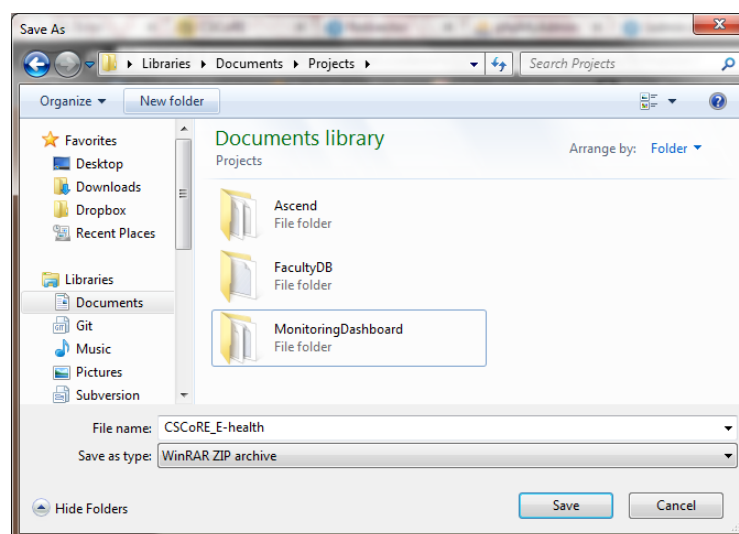 Save As
CSCoRE
Libraries Documents Projects
Search Projects
Organize
New folder
Favorites
Desktop
Downloads
Dropbox
Recent Places
Libraries
Documents
Git
Music
Pictures
Subversion
Documents library
Projects
Arrange by: Folder
Ascend
File folder
FacultyDB
File folder
MonitoringDashboard
File folder
File name: CSCoRE_E-health
Save as type: WinRAR ZIP archive
Hide Folders
Save
Cancel